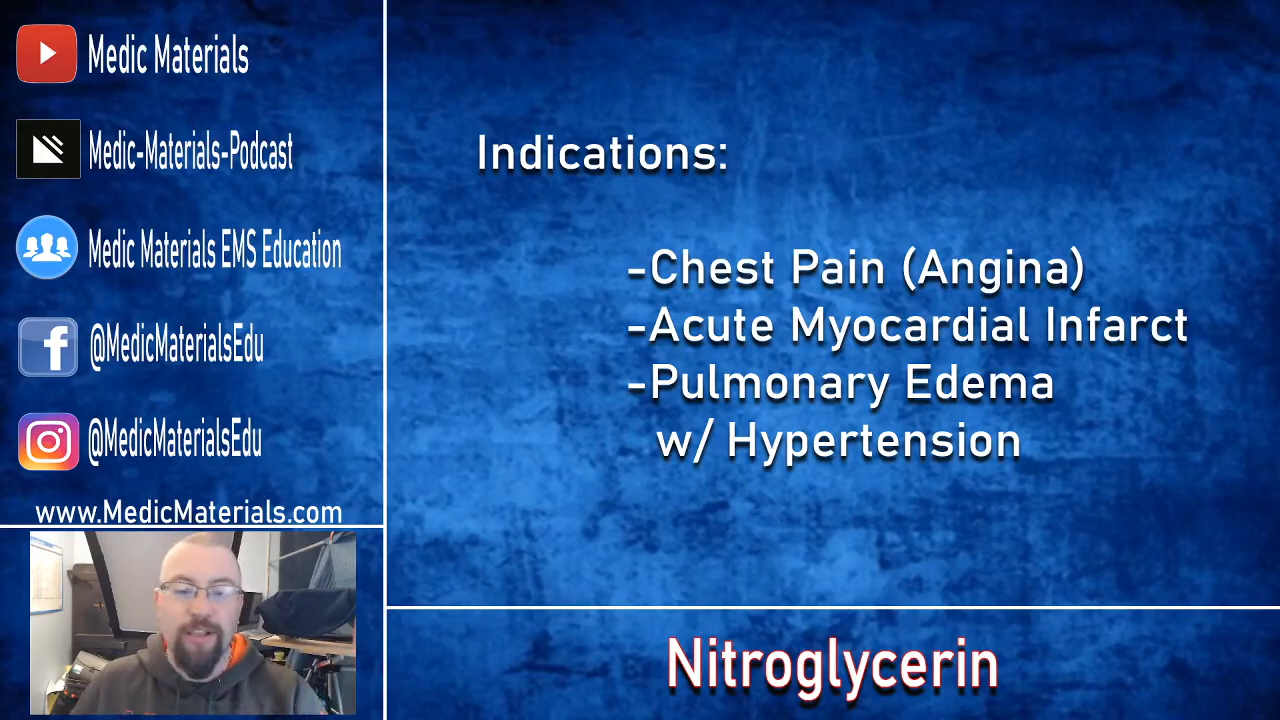 Medic Materials
Medic-Materials-Podcast
Medic Materials EMS Education
@MedicMaterialsEdu
@MedicMaterialsEdu
www.MedicMaterials.com
Indications:
-Chest Pain (Angina)
-Acute Myocardial Infarct
-Pulmonary Edema
w/ Hypertension
Nitroglycerin